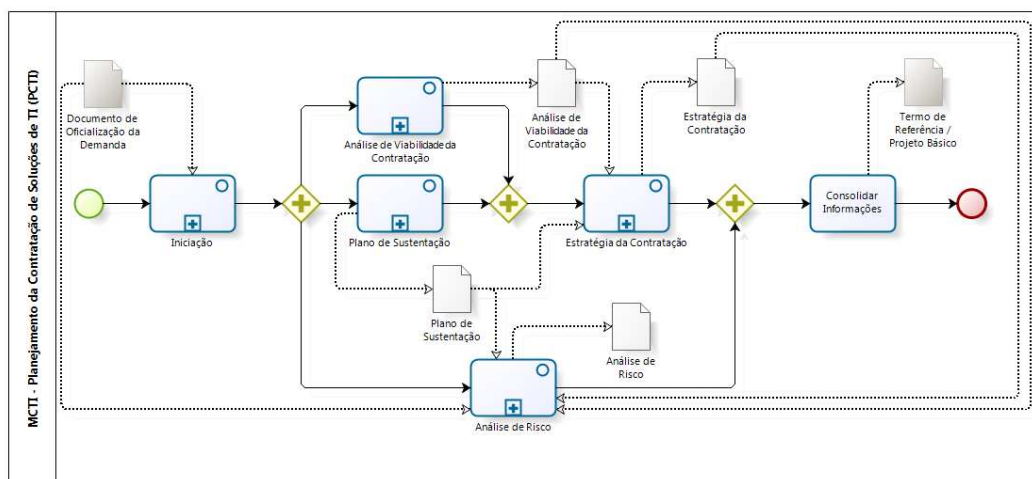 MCTI - Planejamento da Contratação de Soluções de TI (PCTI)
Documento de
Oficialização da
Demanda
Iniciação
Análise de Viabilidade da
Contratação
Análise de
Viabilidade da
Contratação
Estratégia da
Contratação
Termo de
Referência /
Projeto Básico
Plano de Sustentação
Estratégia da Contratação
Consolidar
Informações
Plano de
Sustentação
Análise de
Risco
Análise de Risco